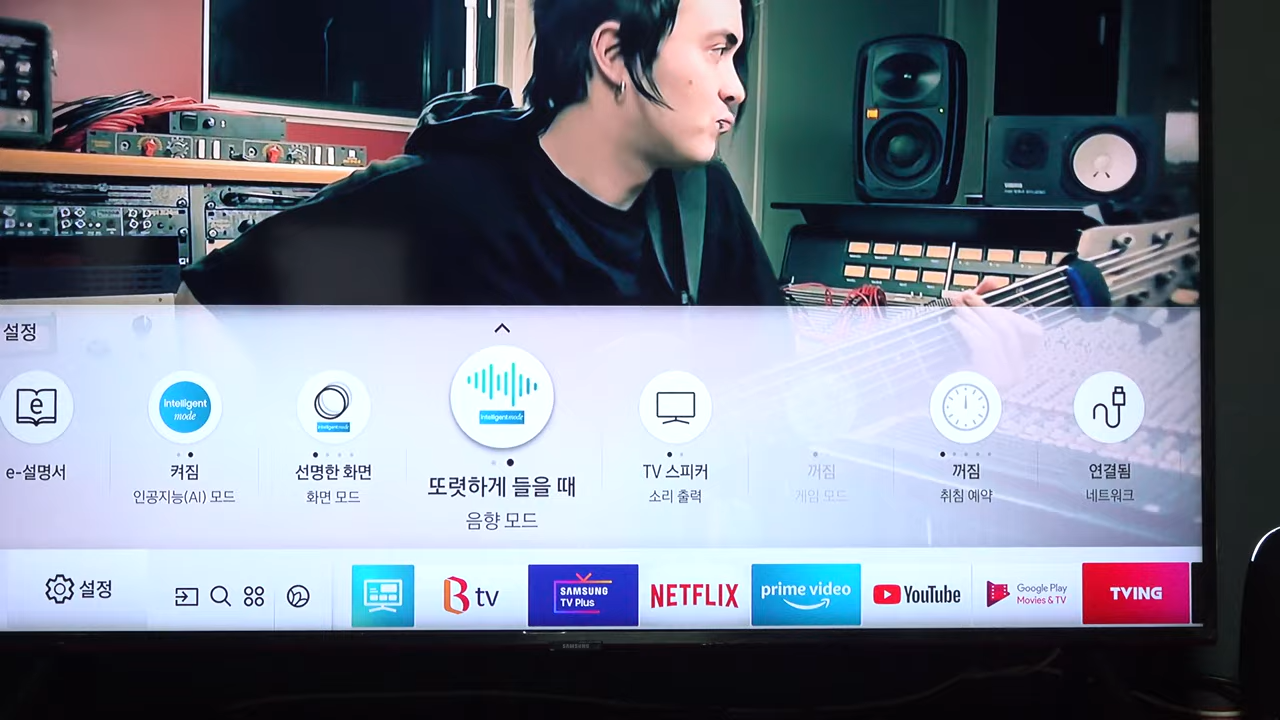 설정
e
Intelligent
mode
Intelligent mode
Intelligent mode
e-설명서
켜짐
인공지능(AI) 모드
선명한 화면
화면 모드
또렷하게 들을 때
음향 모드
TV 스피커
소리 출력
꺼짐
게임 모드
꺼짐
취침 예약
연결됨
네트워크
설정
B tv
SAMSUNG
TV Plus
NETFLIX
prime video
YouTube
Google Play
Movies & TV
TVING
SAMSUNG